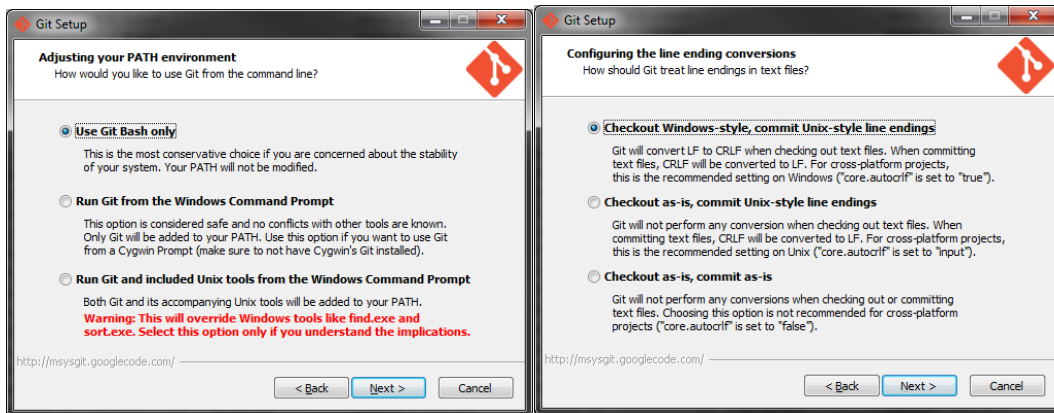 Git Setup
Adjusting your PATH environment
How would you like to use Git from the command line?
Use Git Bash only
This is the most conservative choice if you are concerned about the stability
of your system. Your PATH will not be modified.
Run Git from the Windows Command Prompt
This option is considered safe and no conflicts with other tools are known.
Only Git will be added to your PATH. Use this option if you want to use Git
from a Cygwin Prompt (make sure to not have Cygwin's Git installed).
Run Git and included Unix tools from the Windows Command Prompt
Both Git and its accompanying Unix tools will be added to your PATH.
Warning: This will override Windows tools like find.exe and
sort.exe. Select this option only if you understand the implications.
http://msysgit.googlecode.com/
< Back
Next >
Cancel
Git Setup
Configuring the line ending conversions
How should Git treat line endings in text files?
Checkout Windows-style, commit Unix-style line endings
Git will convert LF to CRLF when checking out text files. When committing
text files, CRLF will be converted to LF. For cross-platform projects,
this is the recommended setting on Windows ("core.autocrlf" is set to "true").
Checkout as-is, commit Unix-style line endings
Git will not perform any conversion when checking out text files. When
committing text files, CRLF will be converted to LF. For cross-platform projects,
this is the recommended setting on Unix ("core.autocrlf" is set to "input").
Checkout as-is, commit as-is
Git will not perform any conversions when checking out or committing
text files. Choosing this option is not recommended for cross-platform
projects ("core.autocrlf" is set to "false").
http://msysgit.googlecode.com/
< Back
Next >
Cancel